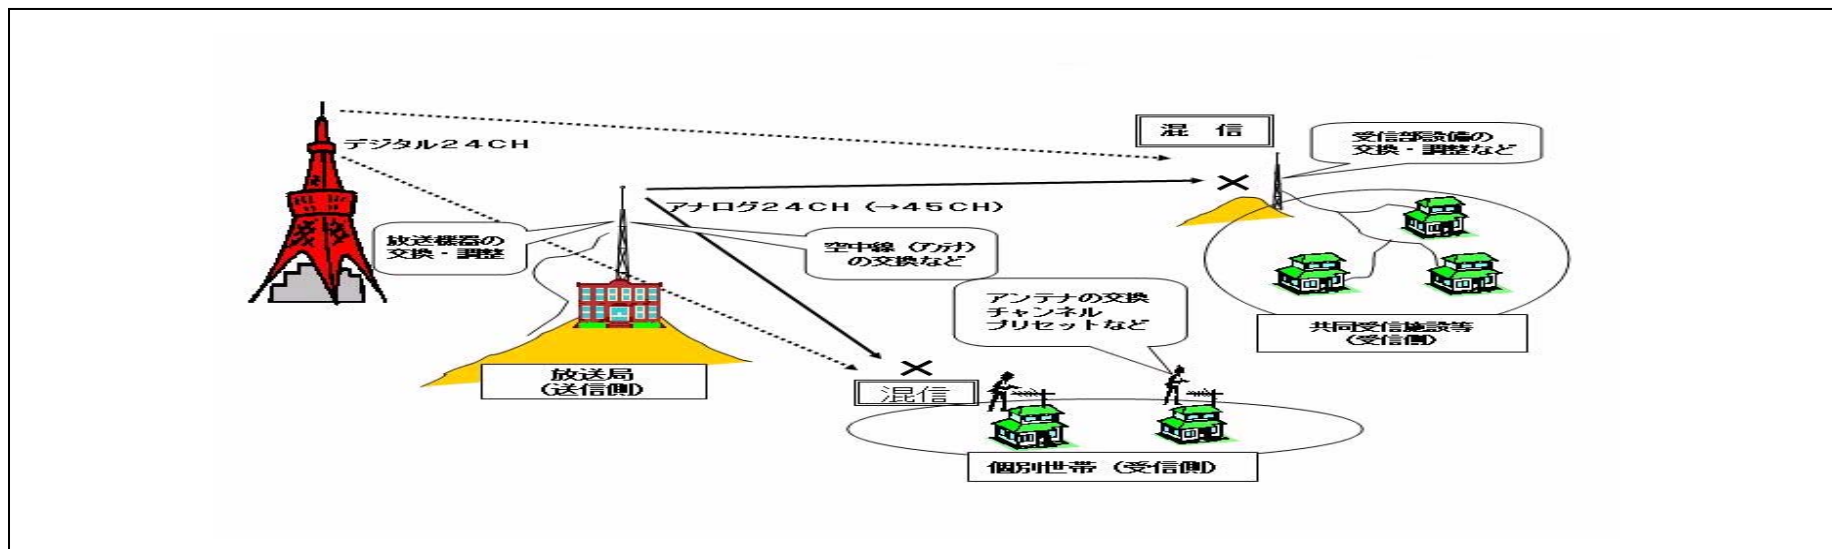 デジタル24CH
混 信
受信部設備の
交換・調整など
アナログ24CH (→45CH)
放送機器の
交換・調整
空中線 (アンテナ)
の交換など
アンテナの交換
チャンネル
プリセットなど
共同受信施設等
(受信側)
放送局
(送信側)
混信
個別世帯 (受信側)